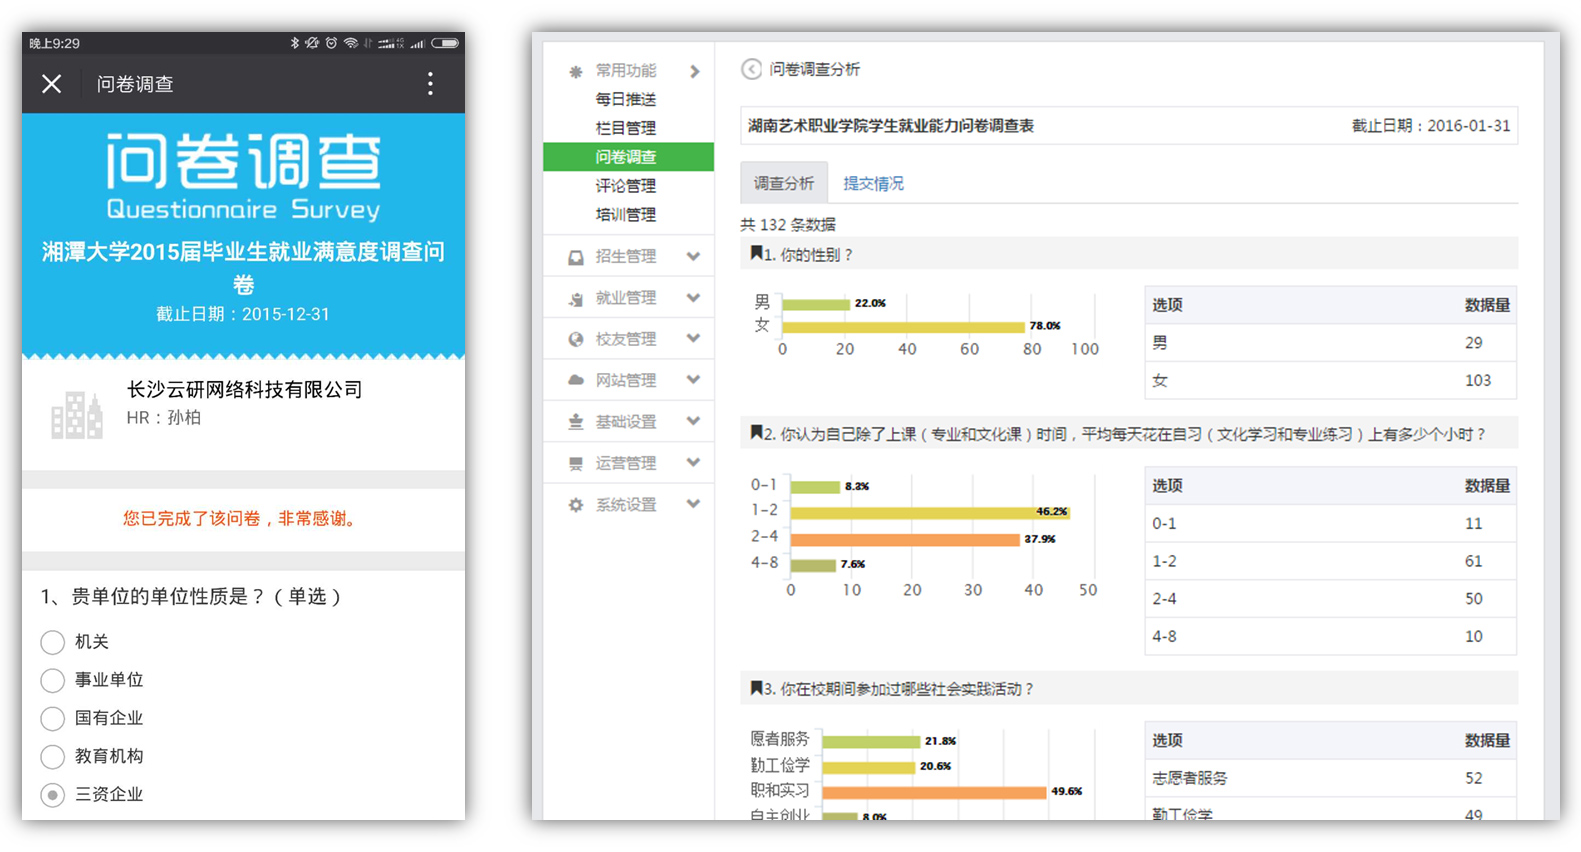 晚上9:29
问卷调查
问卷调查
Questionnaire Survey
湘潭大学2015届毕业生就业满意度调查问
卷
截止日期：2015-12-31
长沙云研网络科技有限公司
HR：孙柏
您已完成了该问卷，非常感谢。
1、贵单位的单位性质是？（单选）
机关
事业单位
国有企业
教育机构
三资企业
常用功能
每日推送
栏目管理
问卷调查
评论管理
培训管理
招生管理
就业管理
校友管理
网站管理
基础设置
运营管理
系统设置
问卷调查分析
湖南艺术职业学院学生就业能力问卷调查表 截止日期：2016-01-31
调查分析 提交情况
共 132 条数据
1. 你的性别？
男 22.0%
女 78.0%
0 20 40 60 80 100
选项 数据量
男 29
女 103
2. 你认为自己除了上课（专业和文化课）时间，平均每天花在自习（文化学习和专业练习）上有多少个小时？
0-1 8.3%
1-2 46.2%
2-4 37.9%
4-8 7.6%
0 10 20 30 40 50
选项 数据量
0-1 11
1-2 61
2-4 50
4-8 10
3. 你在校期间参加过哪些社会实践活动？
愿者服务 21.8%
勤工俭学 20.6%
职和实习 49.6%
自主创业 8.0%
选项 数据量
志愿者服务 52
勤工俭学 49